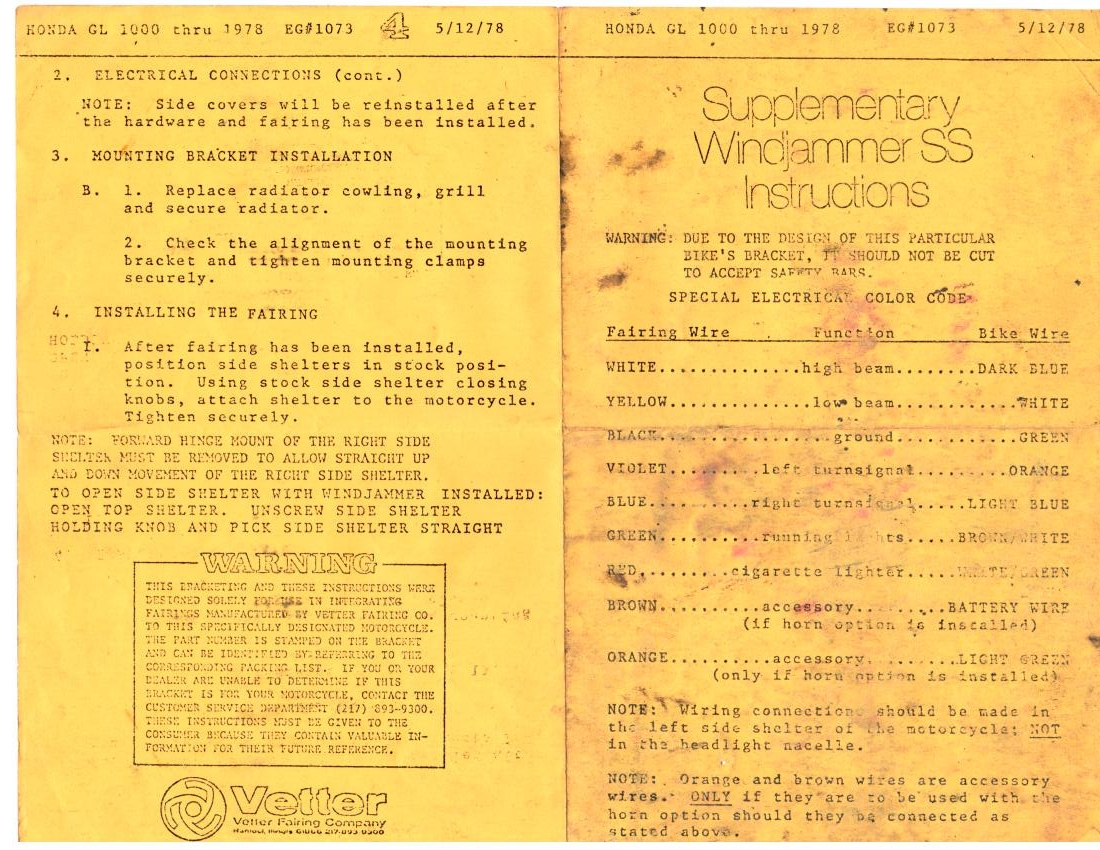 HONDA GL 1000 thru 1978 EG#1073 4 5/12/78
2. ELECTRICAL CONNECTIONS (cont.)
NOTE: Side covers will be reinstalled after
the hardware and fairing has been installed.
3. MOUNTING BRACKET INSTALLATION
B. 1. Replace radiator cowling, grill
and secure radiator.
2. Check the alignment of the mounting
bracket and tighten mounting clamps
securely.
4. INSTALLING THE FAIRING
I. After fairing has been installed,
position side shelters in stock posi-
tion. Using stock side shelter closing
knobs, attach shelter to the motorcycle.
Tighten securely.
NOTE: FORWARD HINGE MOUNT OF THE RIGHT SIDE
SHELTER MUST BE REMOVED TO ALLOW STRAIGHT UP
AND DOWN MOVEMENT OF THE RIGHT SIDE SHELTER.
TO OPEN SIDE SHELTER WITH WINDJAMMER INSTALLED:
OPEN TOP SHELTER. UNSCREW SIDE SHELTER
HOLDING KNOB AND PICK SIDE SHELTER STRAIGHT
WARNING
THIS BRACKETING AND THESE INSTRUCTIONS WERE
DESIGNED SOLELY FOR USE IN INTEGRATING
FAIRINGS MANUFACTURED BY VETTER FAIRING CO.
TO THIS SPECIFICALLY DESIGNATED MOTORCYCLE.
THE PART NUMBER IS STAMPED ON THE BRACKET
AND CAN BE IDENTIFIED BY REFERRING TO THE
CORRESPONDING PACKING LIST. IF YOU OR YOUR
DEALER ARE UNABLE TO DETERMINE IF THIS
BRACKET IS FOR YOUR MOTORCYCLE, CONTACT THE
CUSTOMER SERVICE DEPARTMENT (217) 893-9300.
THESE INSTRUCTIONS MUST BE GIVEN TO THE
CONSUMER BECAUSE THEY CONTAIN VALUABLE IN-
FORMATION FOR THEIR FUTURE REFERENCE.
Vetter
Vetter Fairing Company
HONDA GL 1000 thru 1978 EG#1073 5/12/78
Supplementary
Windjammer SS
Instructions
WARNING: DUE TO THE DESIGN OF THIS PARTICULAR
BIKE'S BRACKET, IT SHOULD NOT BE CUT
TO ACCEPT SAFETY BARS.
SPECIAL ELECTRICAL COLOR CODE
Fairing Wire Function Bike Wire
WHITE..............high beam........DARK BLUE
YELLOW..............low beam...........WHITE
BLACK.................ground...........GREEN
VIOLET.........left turnsignal.........ORANGE
BLUE..........right turnsignal.....LIGHT BLUE
GREEN..........running lights.....BROWN/WHITE
RED.........cigarette lighter.....WHITE/GREEN
BROWN..........accessory.........BATTERY WIRE
(if horn option is installed)
ORANGE..........accessory.........LIGHT GREEN
(only if horn option is installed)
NOTE: Wiring connections should be made in
the left side shelter of the motorcycle; NOT
in the headlight nacelle.
NOTE: Orange and brown wires are accessory
wires. ONLY if they are to be used with the
horn option should they be connected as
stated above.